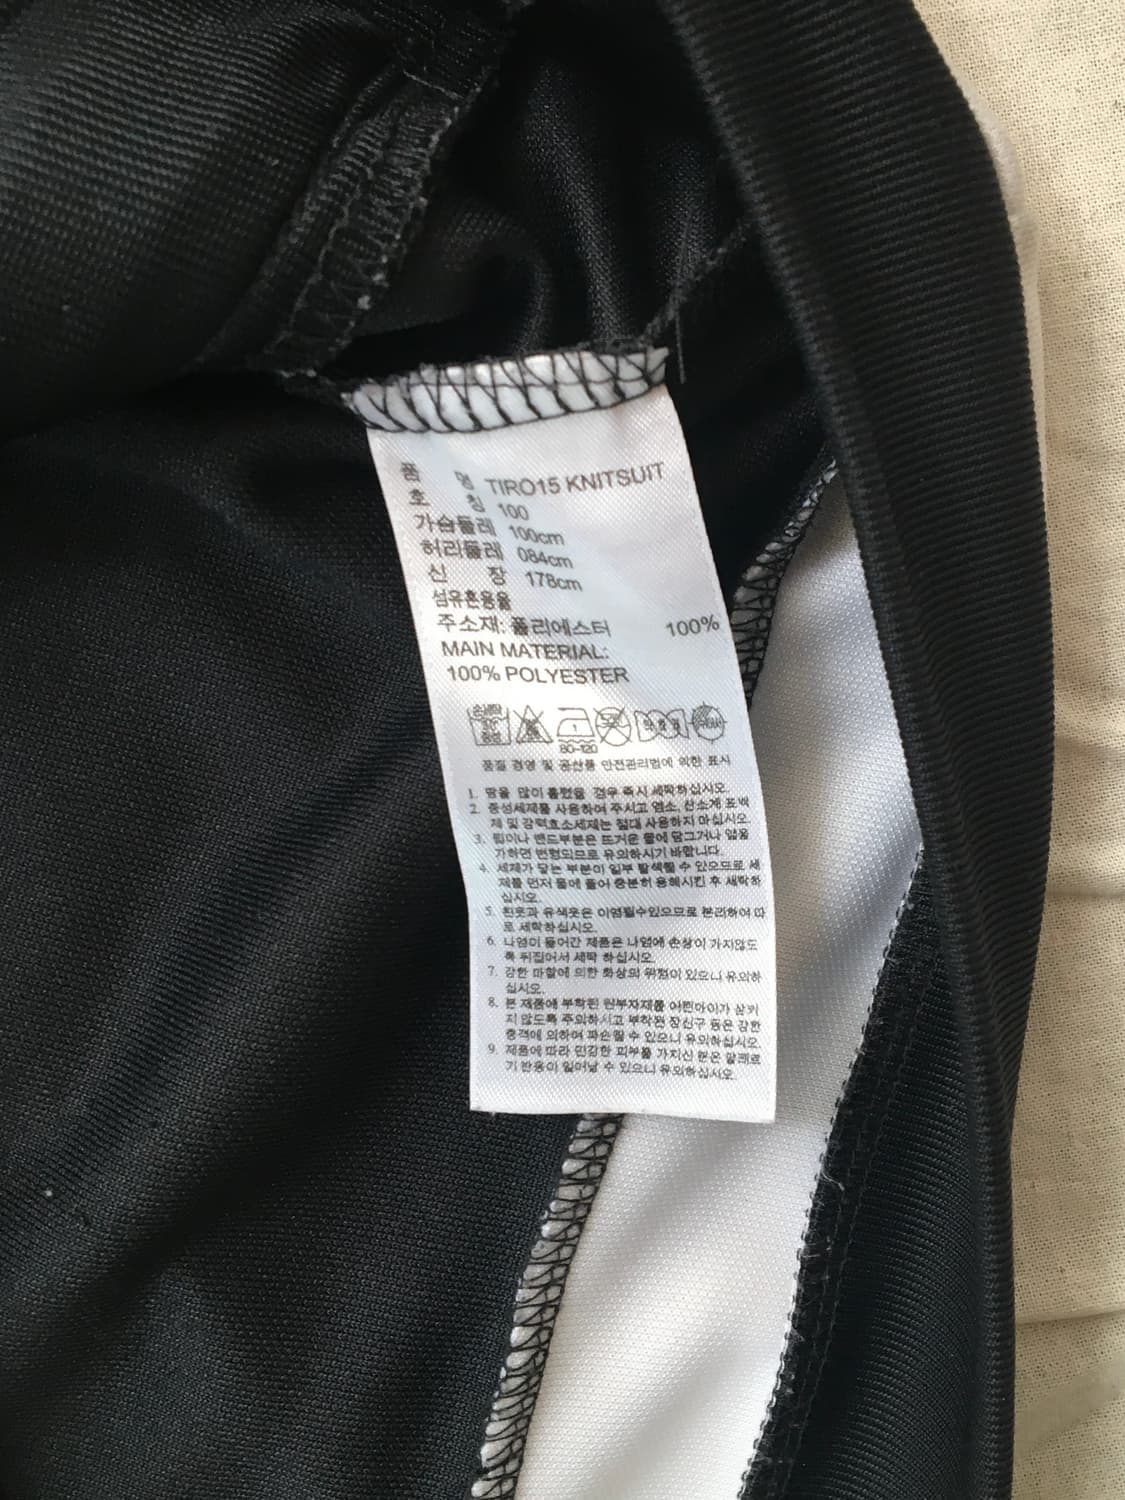 품 명 TIRO15 KNITSUIT
호 칭 100
가슴둘레 100cm
허리둘레 084cm
신 장 178cm
섬유혼용율
주소재: 폴리에스터 100%
MAIN MATERIAL:
100% POLYESTER
80~120
품질 경영 및 공산품 안전관리법에 의한 표시
1. 땀을 많이 흘렸을 경우 즉시 세탁하십시오.
2. 중성세제를 사용하여 주시고 염소, 산소계 표백
제 및 강력효소세제는 절대 사용하지 마십시오.
3. 립이나 밴드부분은 뜨거운 물에 담그거나 열을
가하면 변형되므로 유의하시기 바랍니다.
4. 세제가 닿는 부분이 일부 탈색될 수 있으므로 세
제를 먼저 물에 풀어 충분히 용해시킨 후 세탁하
십시오.
5. 흰옷과 유색옷은 이염될수있으므로 분리하여 따
로 세탁하십시오.
6. 나염이 들어간 제품은 나염에 손상이 가지않도
록 뒤집어서 세탁 하십시오.
7. 강한 마찰에 의한 화상의 위험이 있으니 유의하
십시오.
8. 본 제품에 부착된 원부자재를 어린아이가 삼키
지 않도록 주의하시고 부착된 장신구 등은 강한
충격에 의하여 파손될 수 있으니 유의하십시오
9. 제품에 따라 민감한 피부를 가지신 분은 알레르
기 반응이 일어날 수 있으니 유의하십시오.